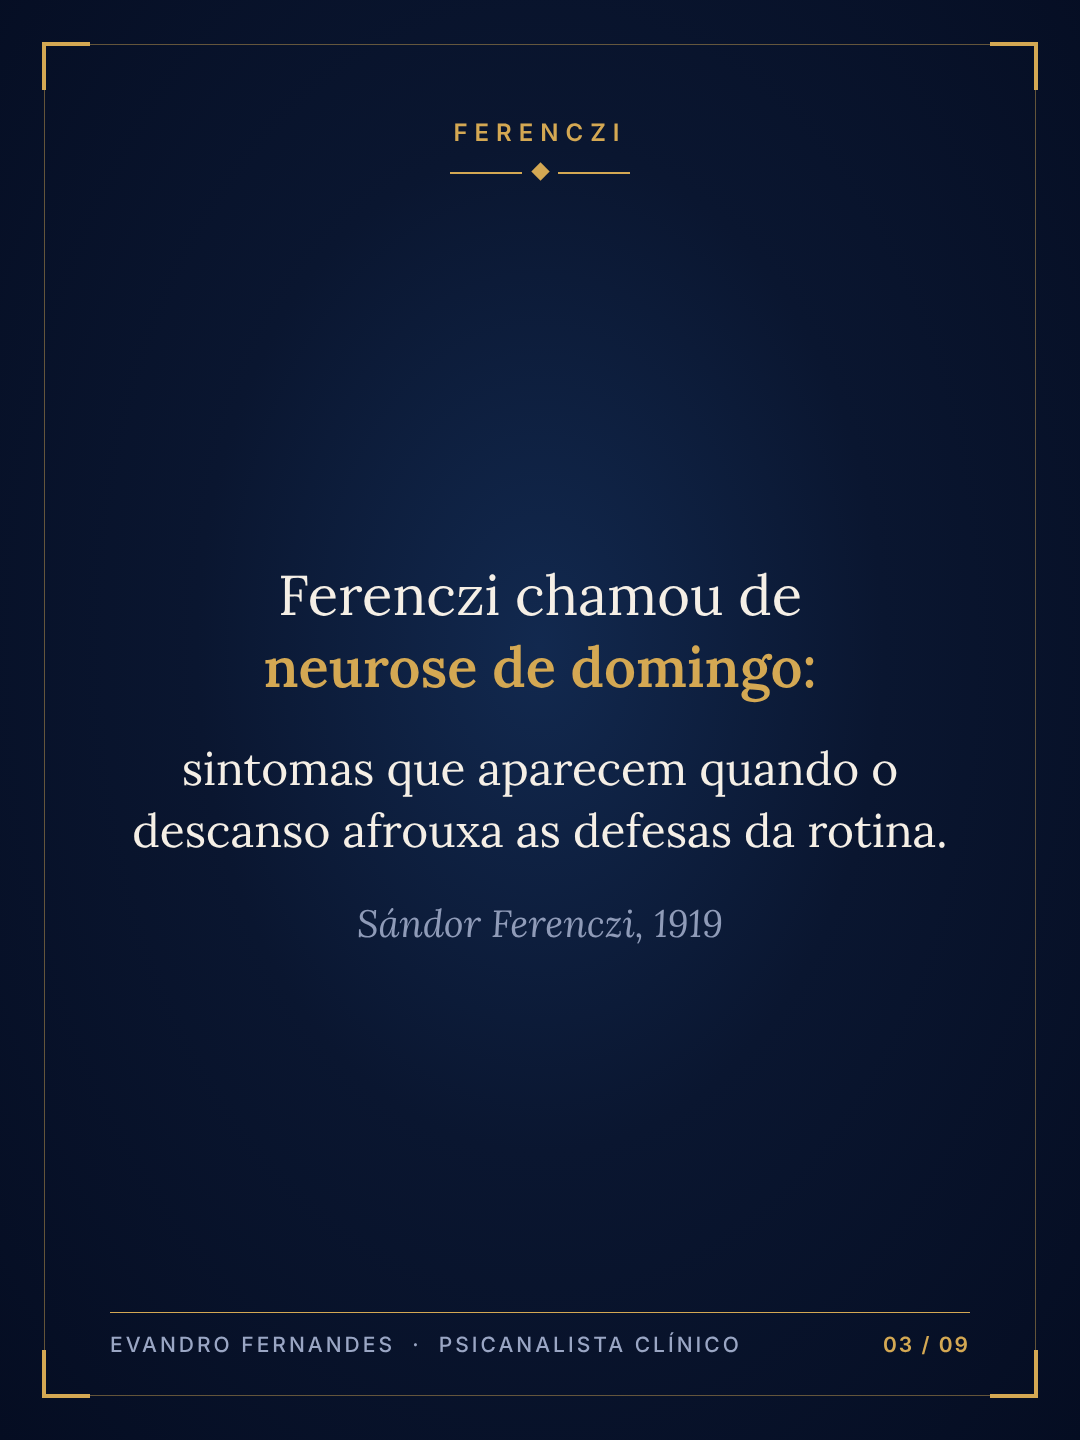 FERENCZI
Ferenczi chamou de
neurose de domingo:
sintomas que aparecem quando o
descanso afrouxa as defesas da rotina.
Sándor Ferenczi, 1919
EVANDRO FERNANDES · PSICANALISTA CLÍNICO 03 / 09